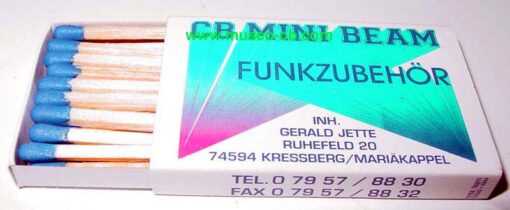 CB MINI BEAM
www.museo-cb.com
FUNKZUBEHÖR
INH.
GERALD JETTE
RUHEFELD 20
74594 KRESSBERG/MARIÄKAPPEL
TEL. 0 79 57 / 88 30
FAX 0 79 57 / 88 32